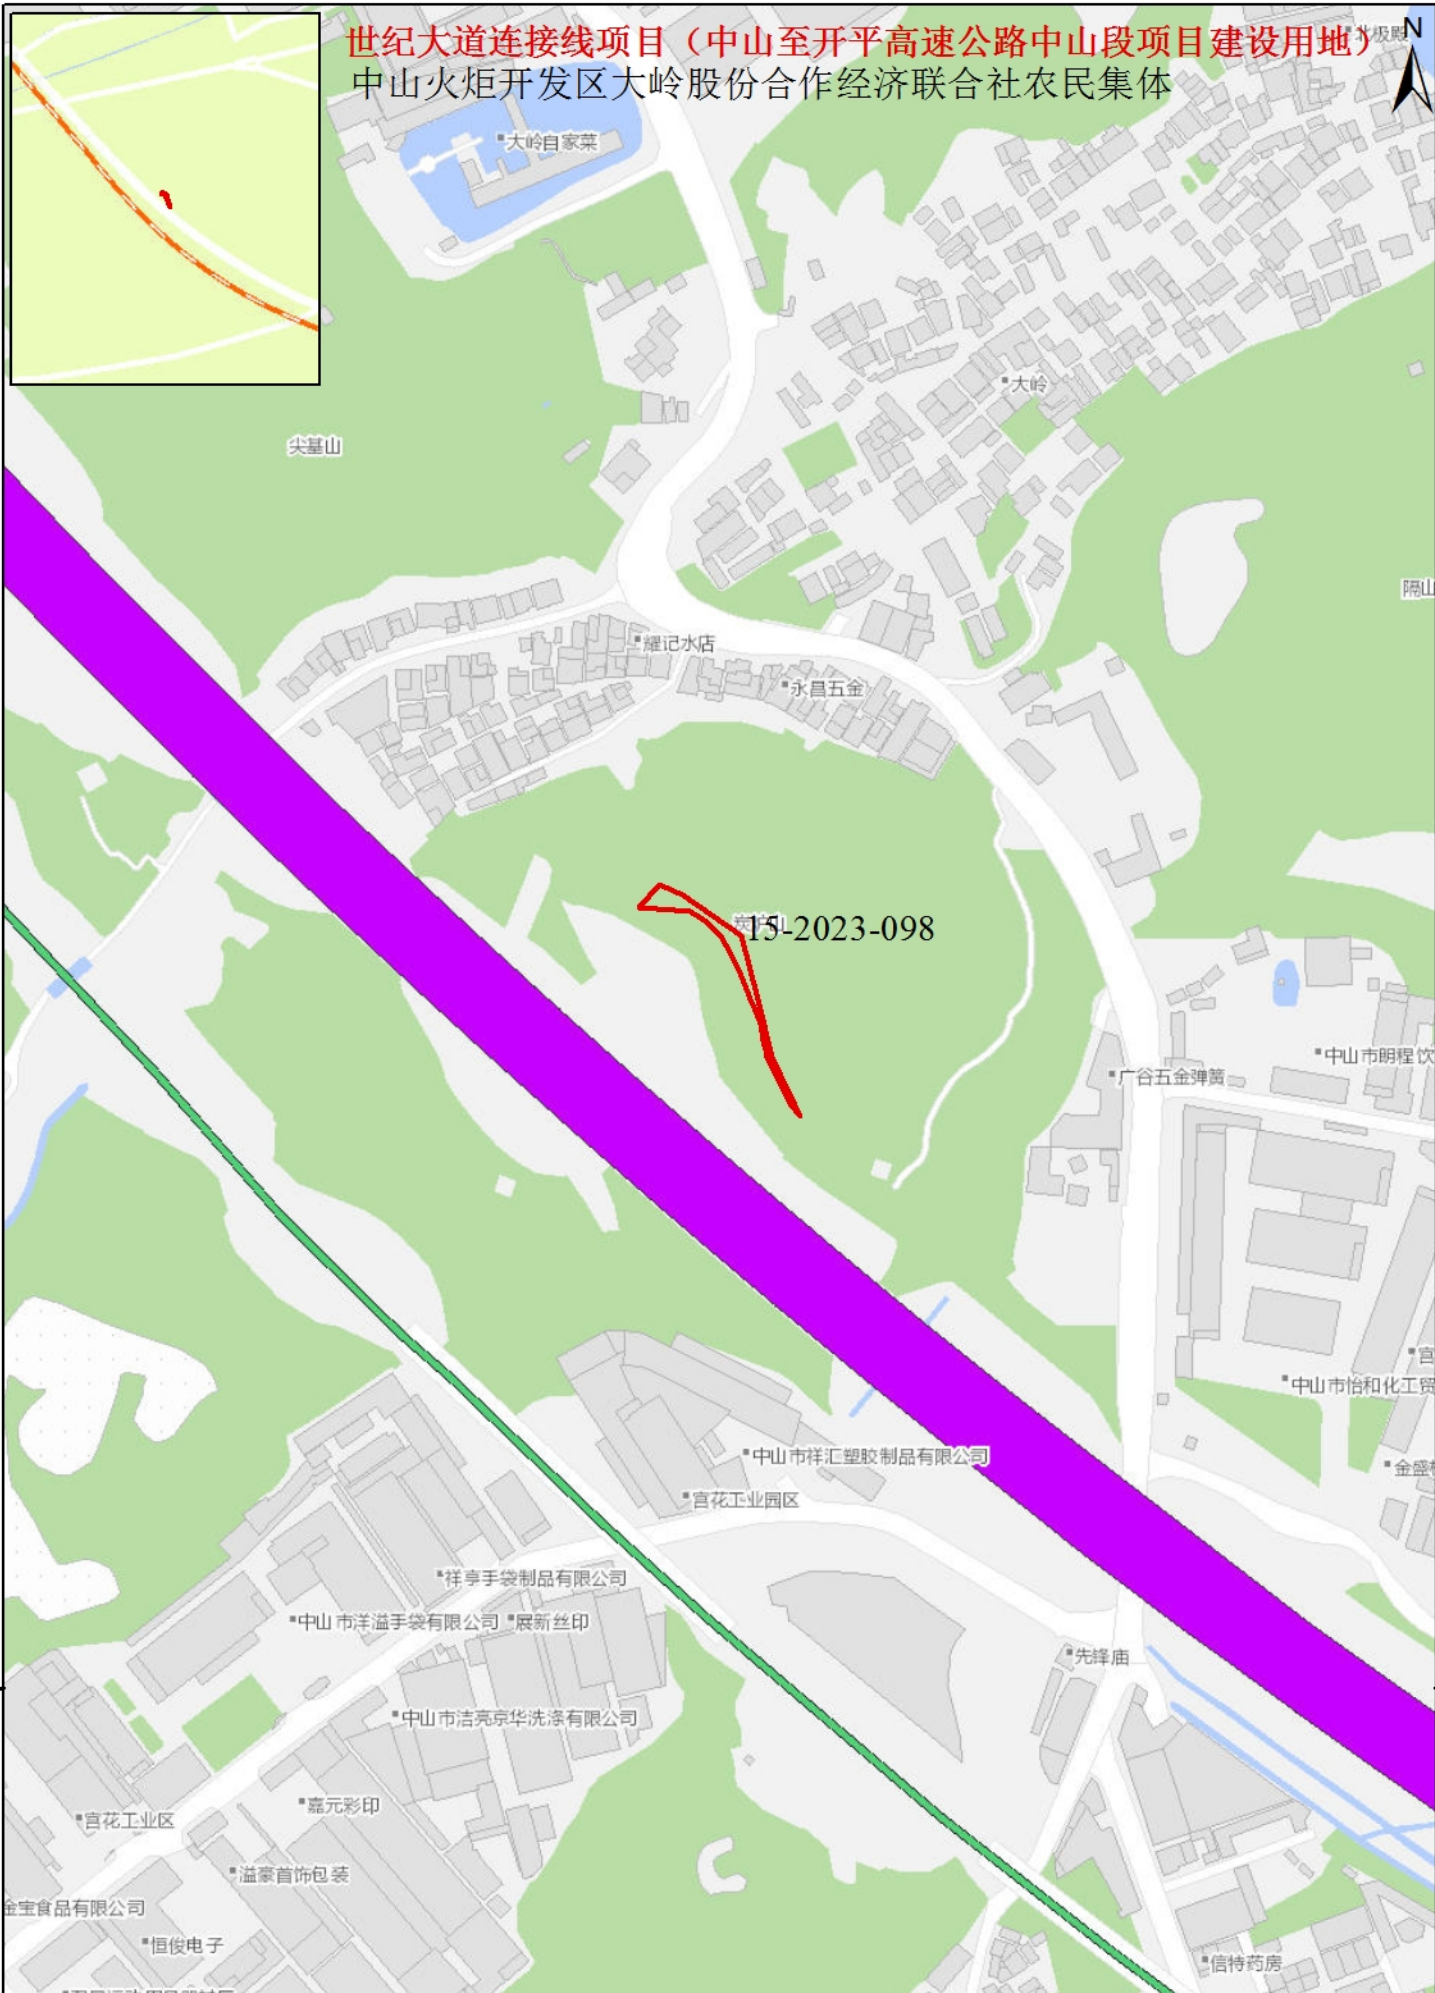 世纪大道连接线项目（中山至开平高速公路中山段项目建设用地）
北极殿
N
中山火炬开发区大岭股份合作经济联合社农民集体
大岭自家菜
大岭
尖基山
隔山
耀记水店
永昌五金
15-2023-098
中山市朗程饮
广谷五金弹簧
宫
中山市怡和化工贸
中山市祥汇塑胶制品有限公司
金盛
宫花工业园区
祥亨手袋制品有限公司
中山市洋溢手袋有限公司
展新丝印
先锋庙
中山市洁亮京华洗涤有限公司
嘉元彩印
宫花工业区
溢豪首饰包装
金宝食品有限公司
恒俊电子
信特药房